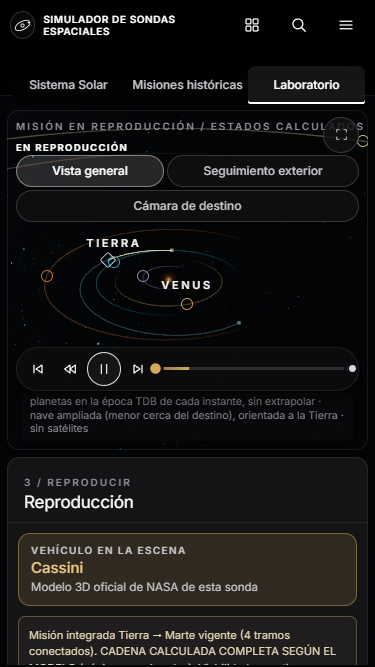 SIMULADOR DE SONDAS
ESPACIALES
Sistema Solar
Misiones históricas
Laboratorio
MISIÓN EN REPRODUCCIÓN / ESTADOS CALCULADOS
EN REPRODUCCIÓN
Vista general
Seguimiento exterior
Cámara de destino
TIERRA
VENUS
planetas en la época TDB de cada instante, sin extrapolar ·
nave ampliada (menor cerca del destino), orientada a la Tierra ·
sin satélites
3 / REPRODUCIR
Reproducción
VEHÍCULO EN LA ESCENA
Cassini
Modelo 3D oficial de NASA de esta sonda
Misión integrada Tierra → Marte vigente (4 tramos
conectados). CADENA CALCULADA COMPLETA SEGÚN EL